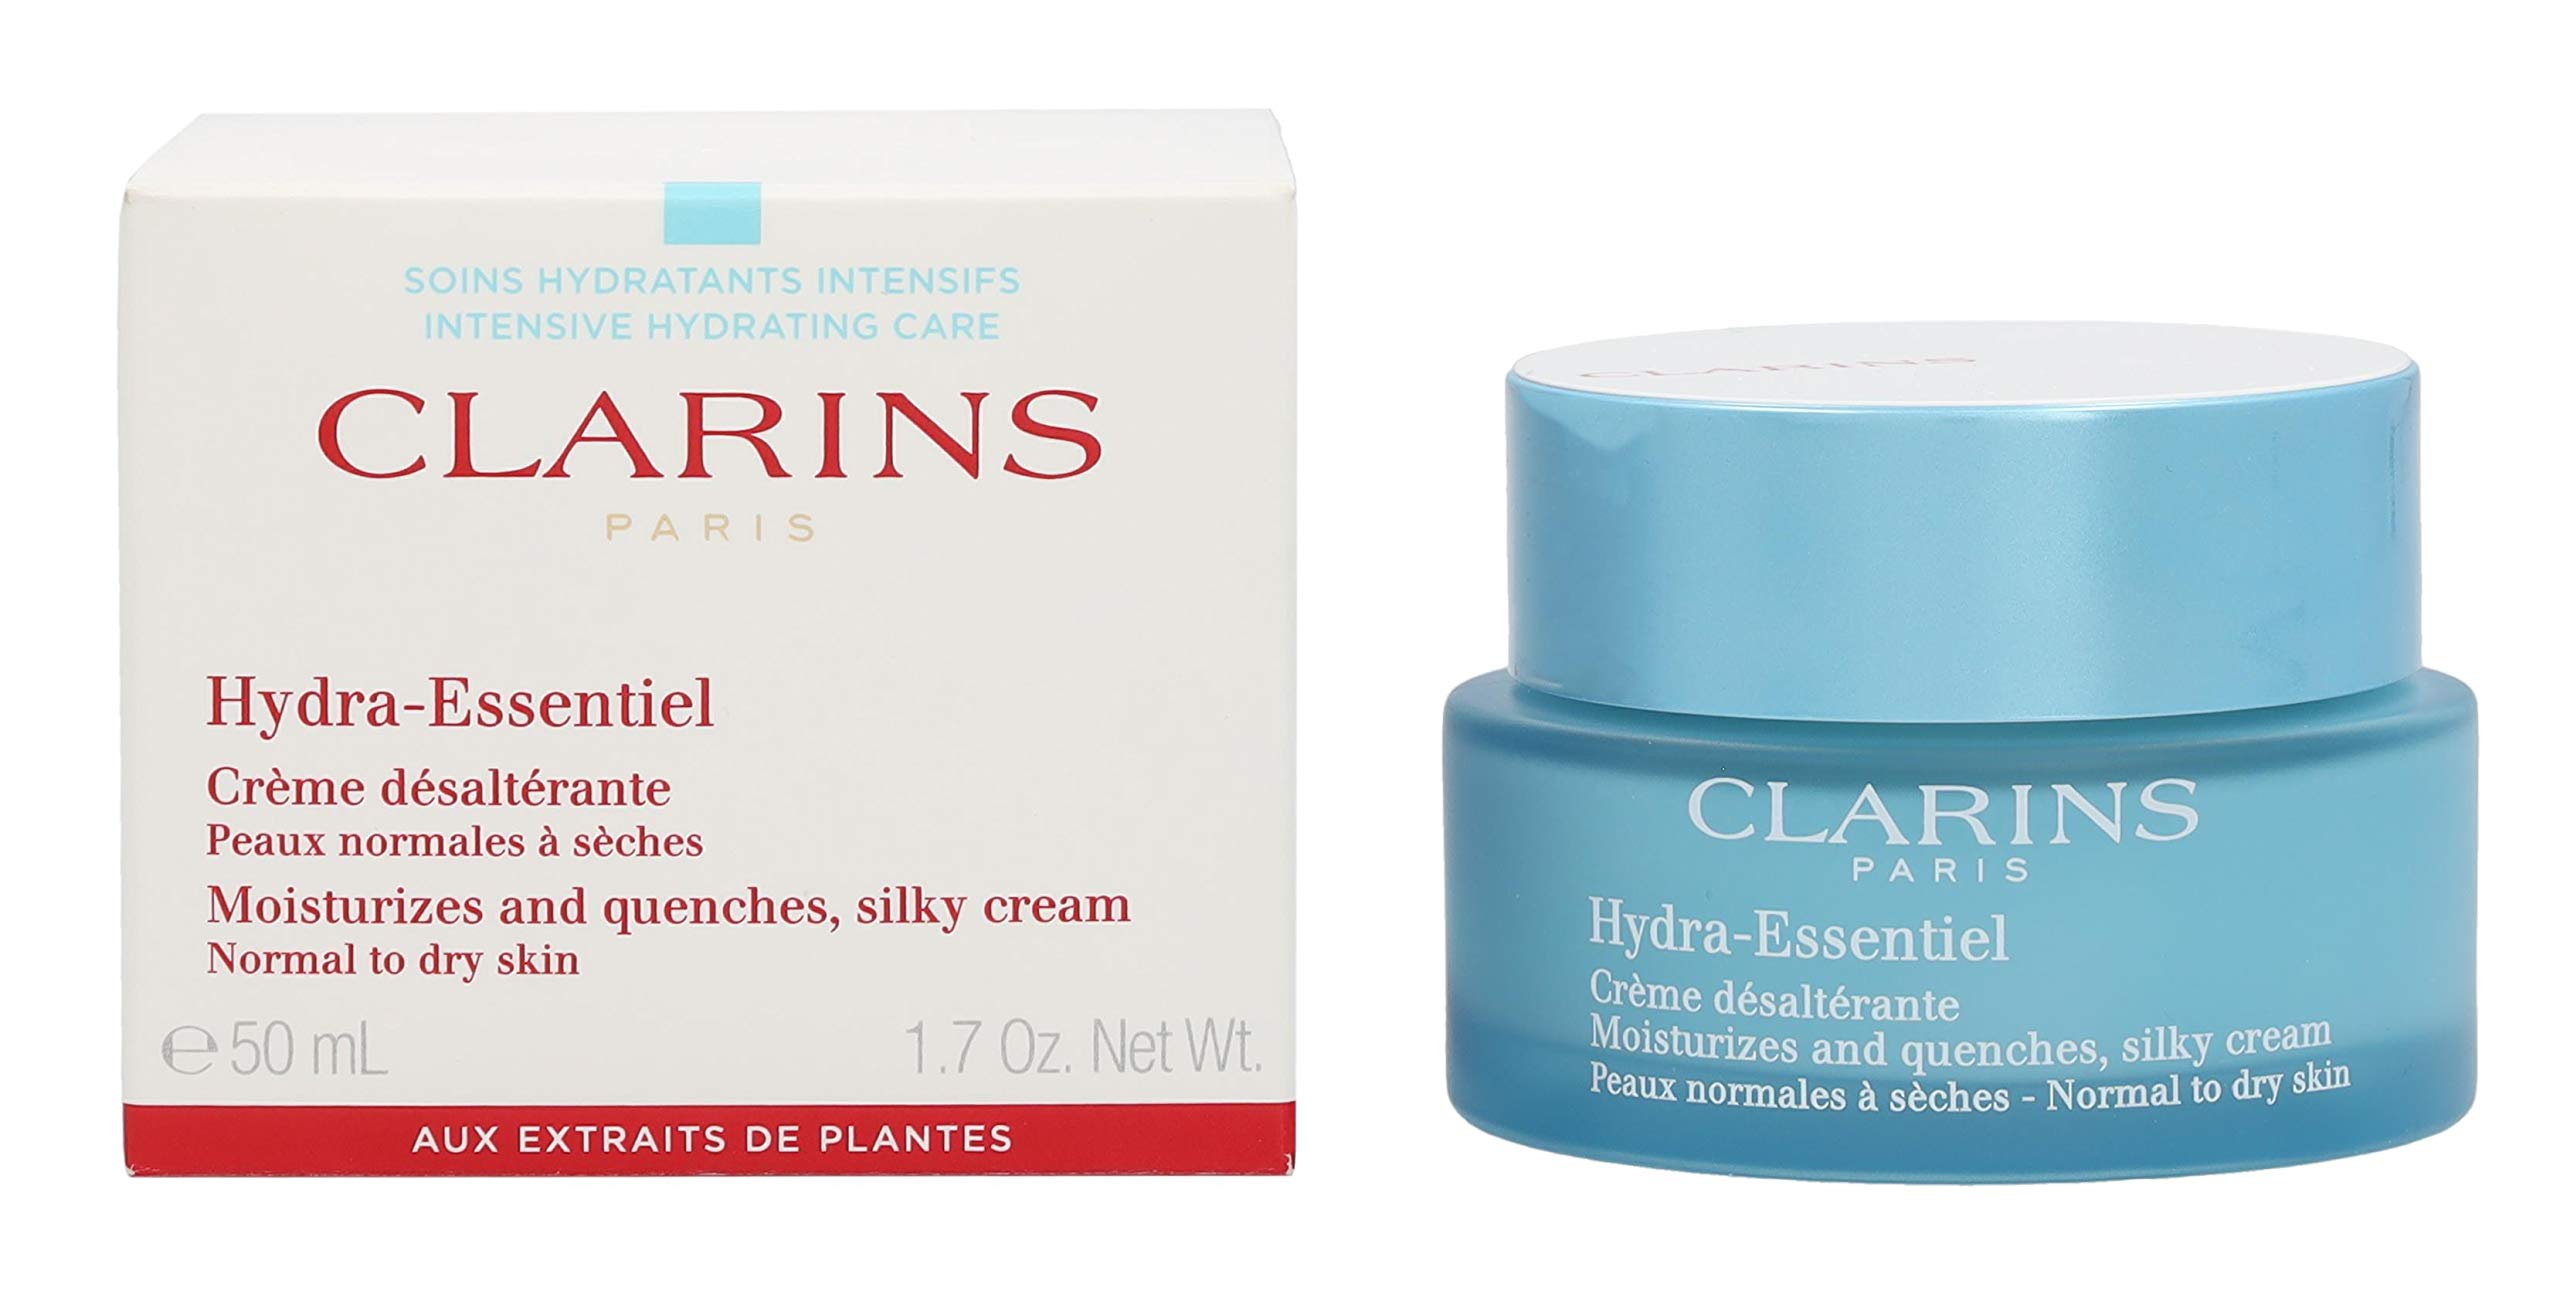 SOINS HYDRATANTS INTENSIFS
INTENSIVE HYDRATING CARE
CLARINS
PARIS
Hydra-Essentiel
Crème désaltérante
Peaux normales à sèches
Moisturizes and quenches, silky cream
Normal to dry skin
℮50 mL
1.7 Oz. Net Wt.
AUX EXTRAITS DE PLANTES
CLARINS
CLARINS
PARIS
Hydra-Essentiel
Crème désaltérante
Moisturizes and quenches, silky cream
Peaux normales à sèches - Normal to dry skin